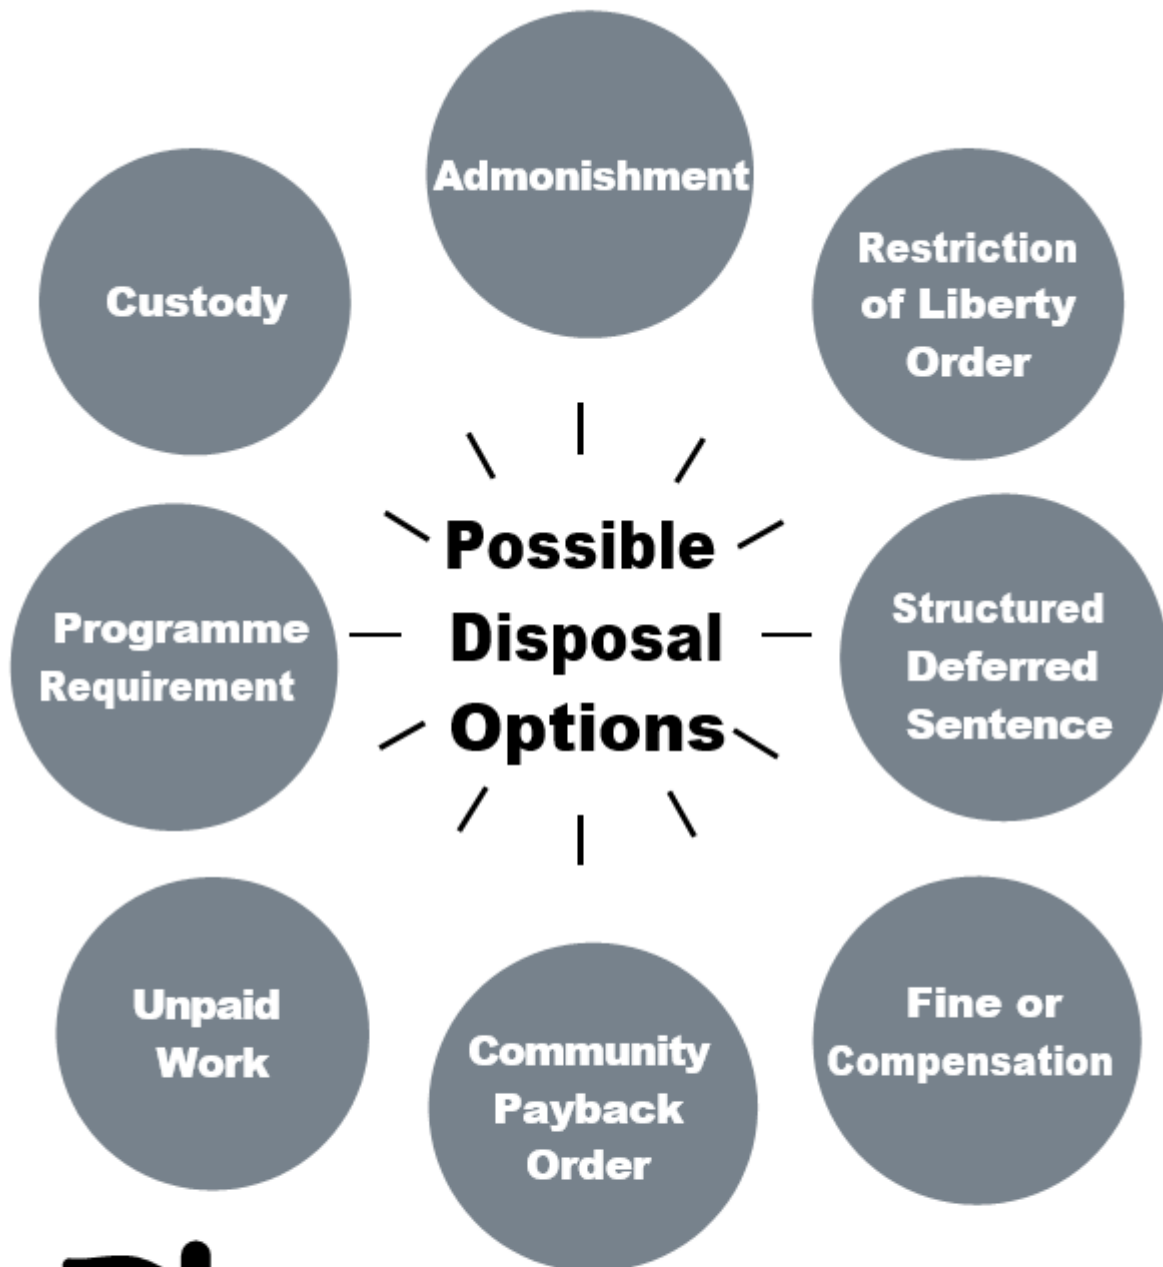 Admonishment
Custody
Restriction
of Liberty
Order
Possible
Disposal
Options
Programme
Requirement
Structured
Deferred
Sentence
Unpaid
Work
Community
Payback
Order
Fine or
Compensation